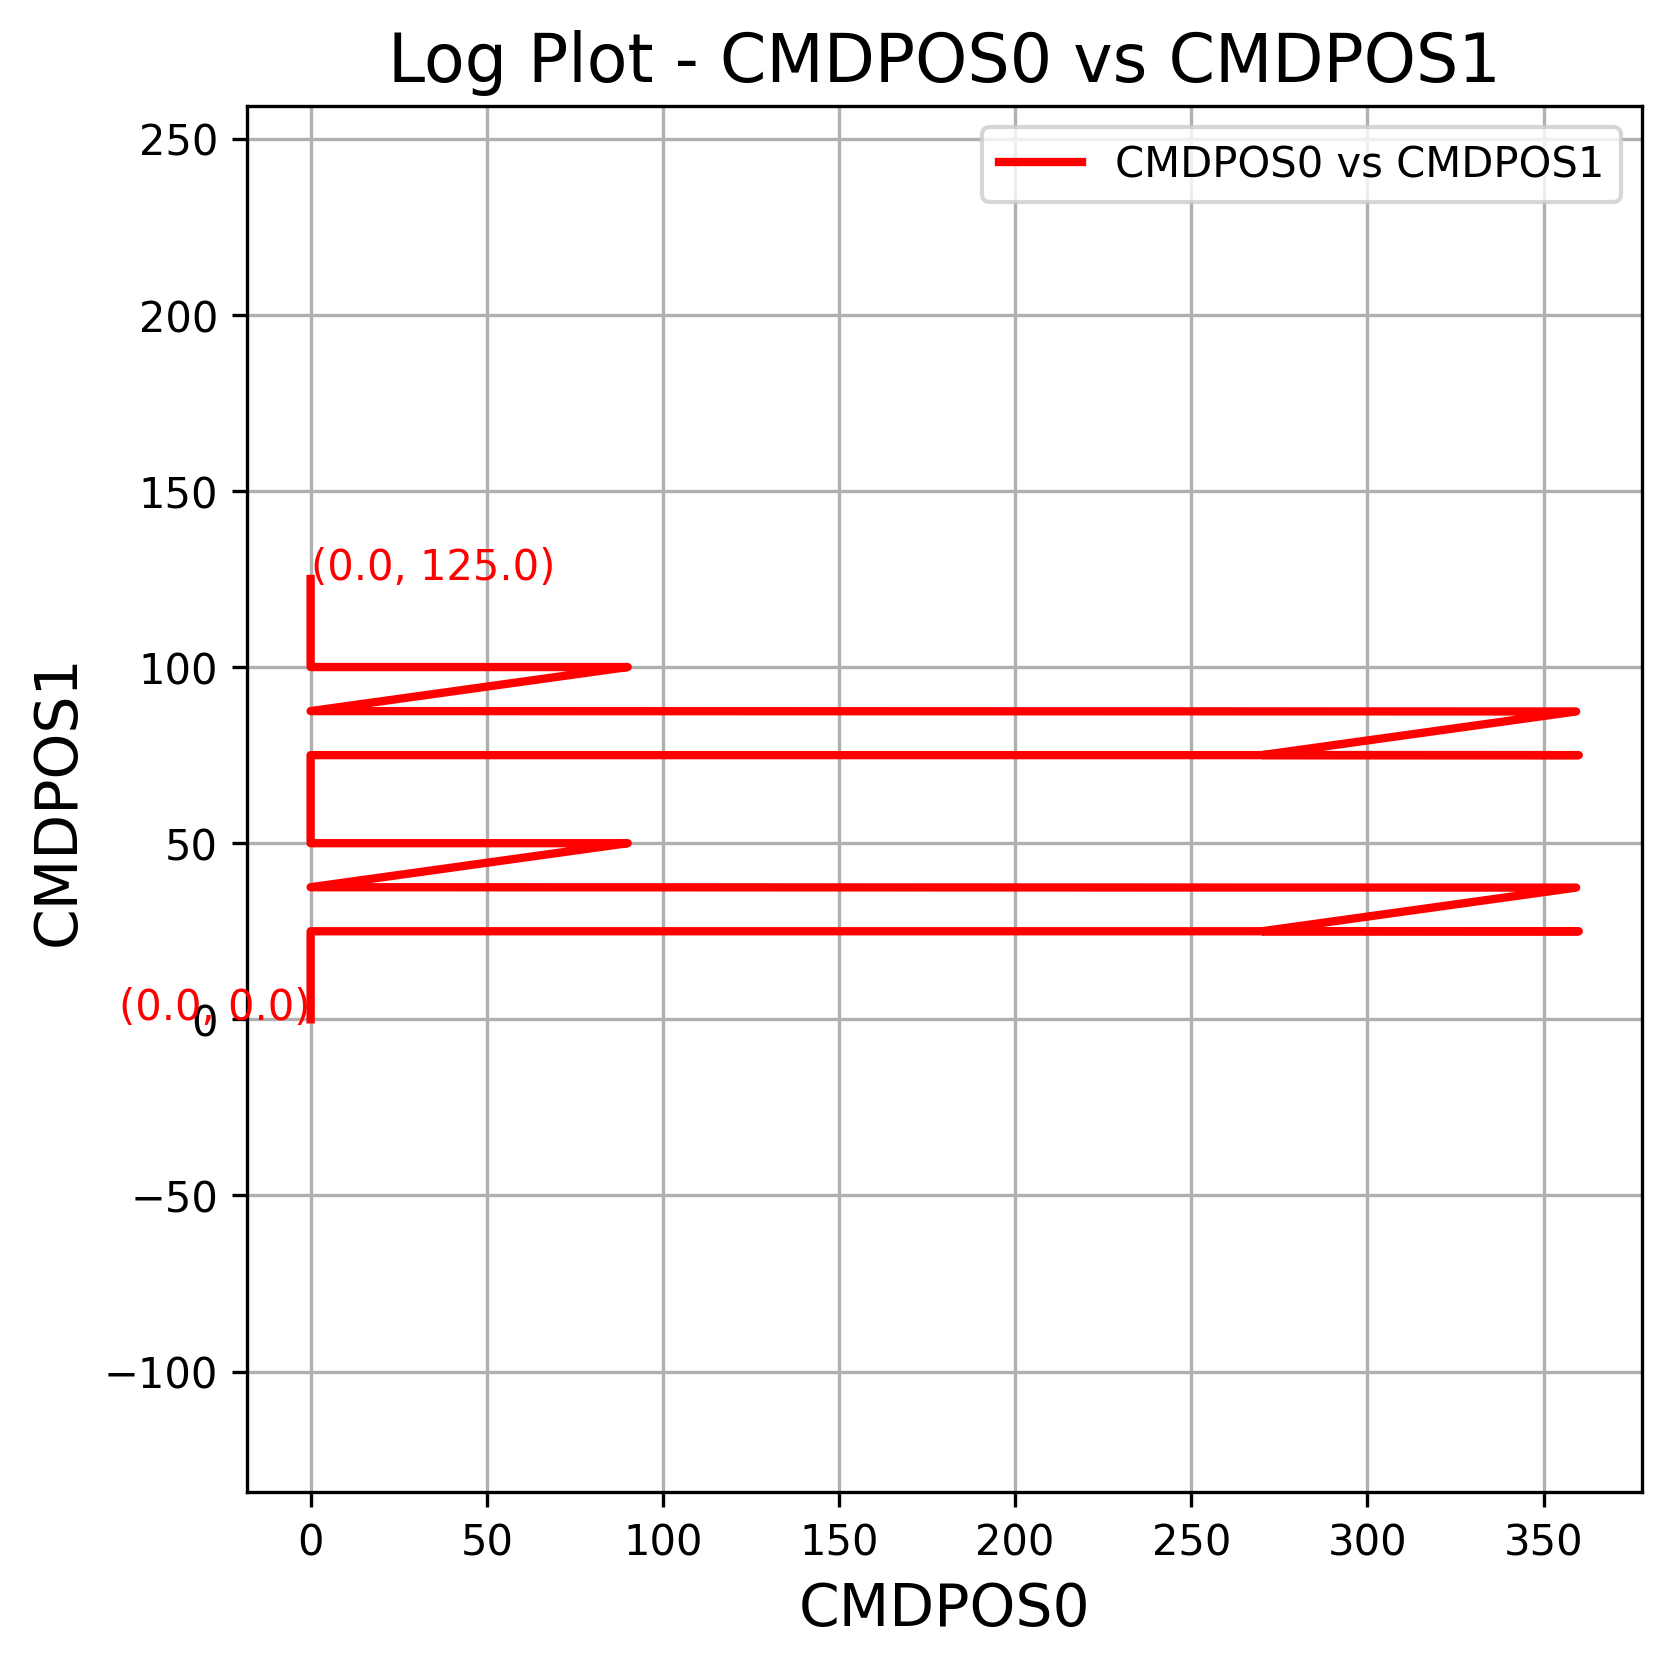 Log Plot - CMDPOS0 vs CMDPOS1
CMDPOS0 vs CMDPOS1
250
200
150
100
50
0
−50
−100
(0.0, 125.0)
(0.0, 0.0)
CMDPOS1
0 50 100 150 200 250 300 350
CMDPOS0